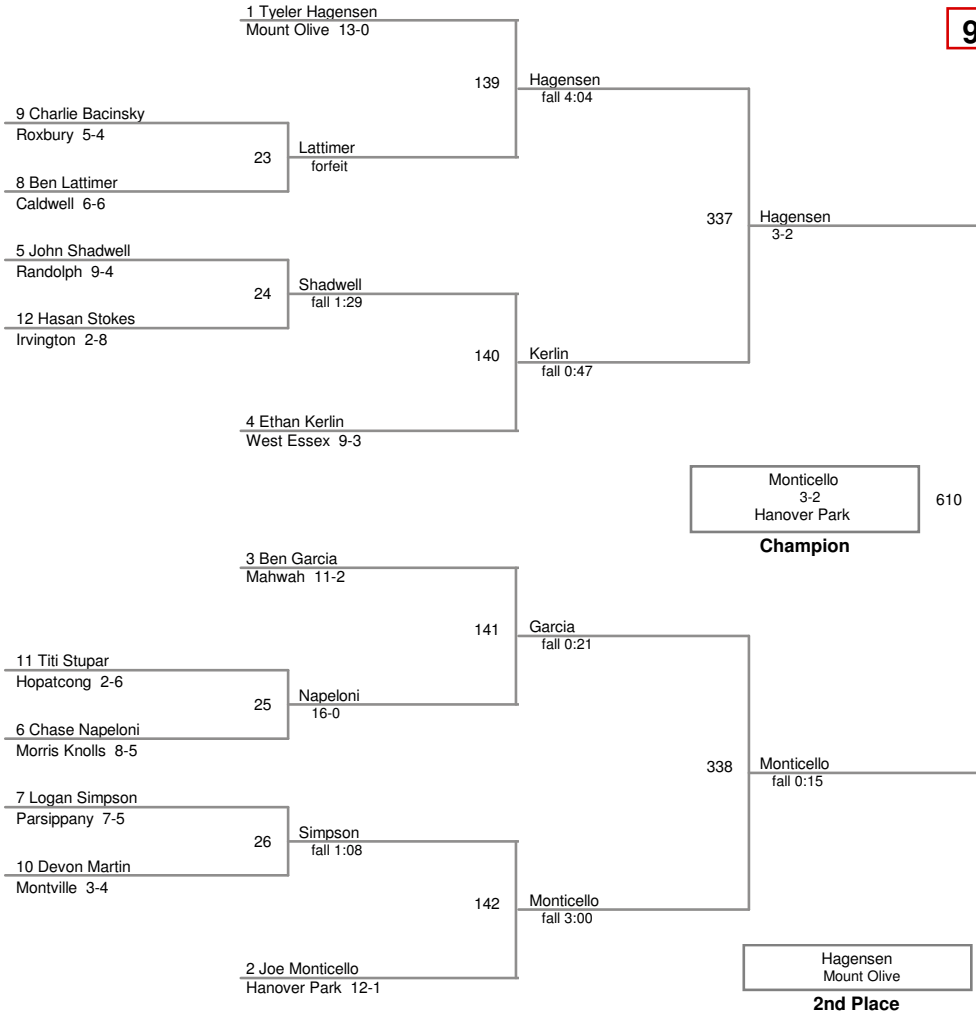 1 Tyeler Hagensen
Mount Olive 13-0
9
139
Hagensen
fall 4:04
9 Charlie Bacinsky
Roxbury 5-4
23
Lattimer
forfeit
8 Ben Lattimer
Caldwell 6-6
337
Hagensen
3-2
5 John Shadwell
Randolph 9-4
24
Shadwell
fall 1:29
12 Hasan Stokes
Irvington 2-8
140
Kerlin
fall 0:47
4 Ethan Kerlin
West Essex 9-3
Monticello
3-2
Hanover Park
610
Champion
3 Ben Garcia
Mahwah 11-2
141
Garcia
fall 0:21
11 Titi Stupar
Hopatcong 2-6
25
Napeloni
16-0
6 Chase Napeloni
Morris Knolls 8-5
338
Monticello
fall 0:15
7 Logan Simpson
Parsippany 7-5
26
Simpson
fall 1:08
10 Devon Martin
Montville 3-4
142
Monticello
fall 3:00
2 Joe Monticello
Hanover Park 12-1
Hagensen
Mount Olive
2nd Place